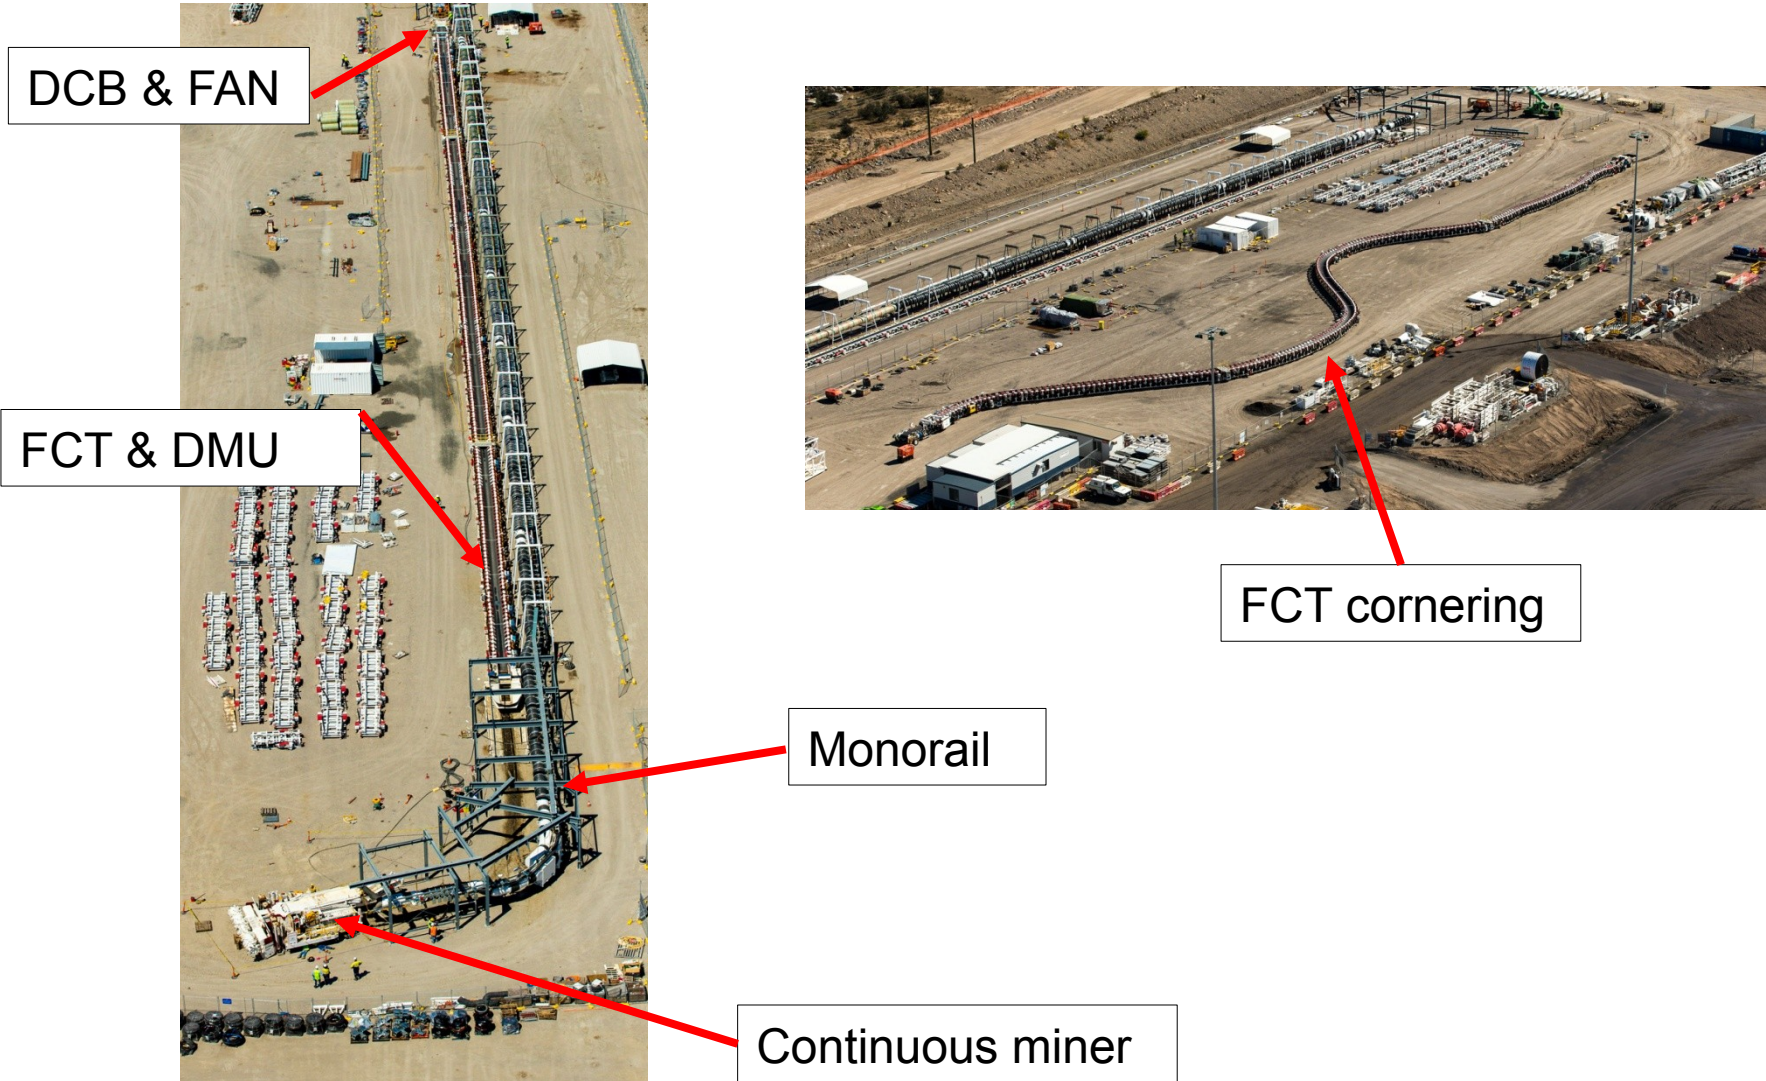 DCB & FAN
FCT & DMU
FCT cornering
Monorail
Continuous miner